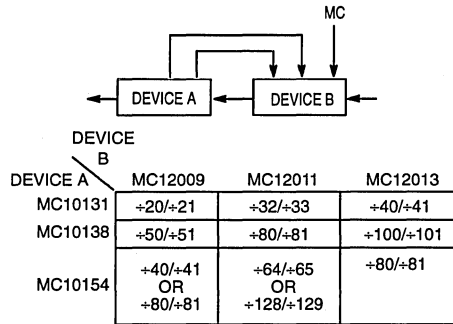 MC
DEVICE A
DEVICE B
DEVICE
B
DEVICE A MC12009 MC12011 MC12013
MC10131 ÷20/÷21 ÷32/÷33 ÷40/÷41
MC10138 ÷50/÷51 ÷80/÷81 ÷100/÷101
MC10154 ÷40/÷41 ÷64/÷65 ÷80/÷81
OR OR
÷80/÷81 ÷128/÷129